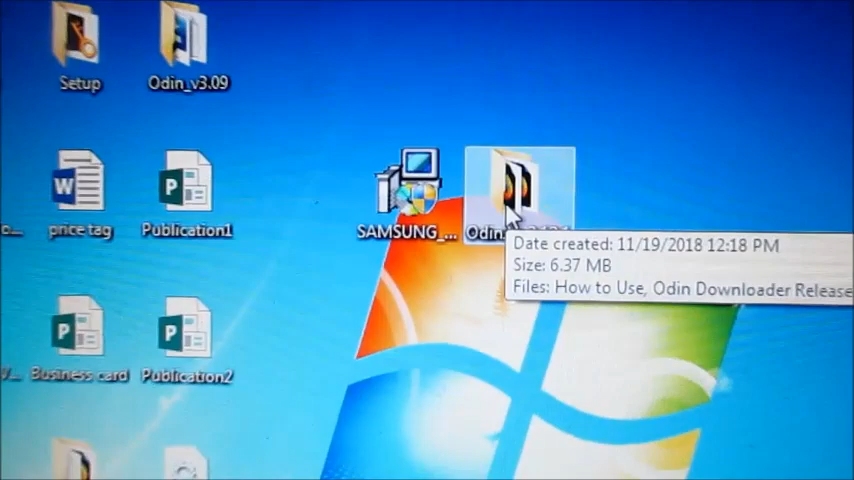 Setup
Odin_v3.09
price tag
Publication1
SAMSUNG_...
Date created: 11/19/2018 12:18 PM
Size: 6.37 MB
Files: How to Use, Odin Downloader Release
Business card
Publication2